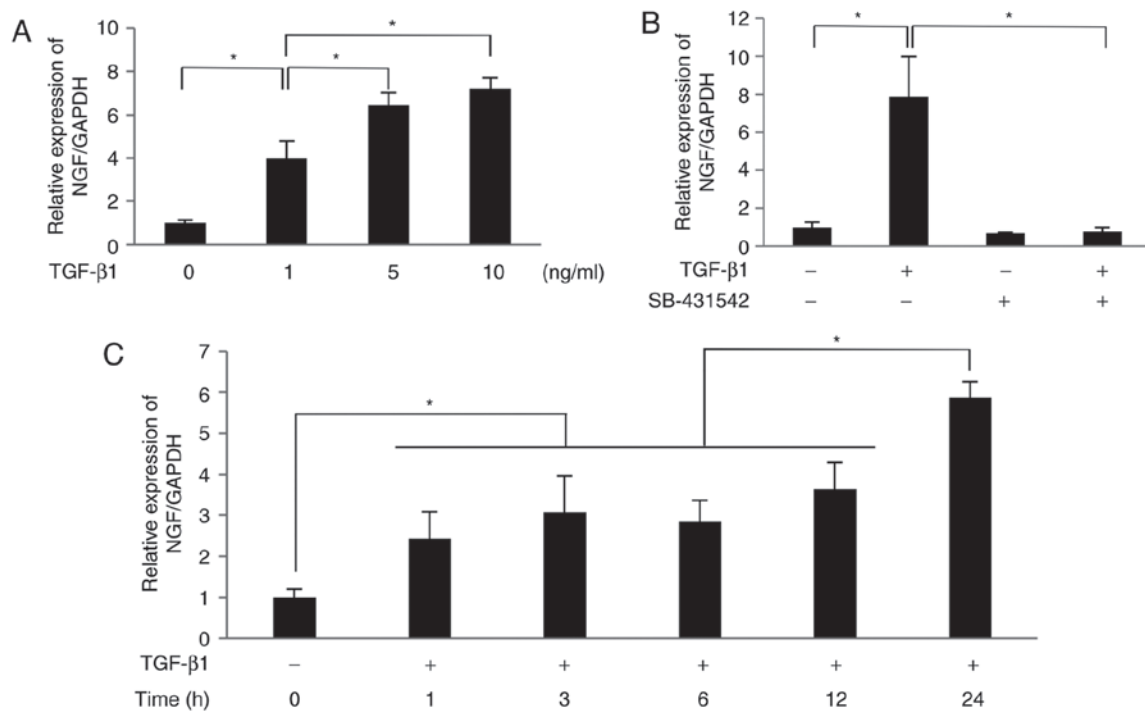 A
Relative expression of
NGF/GAPDH
10
8
6
4
2
0
* * *
TGF-β1 0 1 5 10 (ng/ml)
B
Relative expression of
NGF/GAPDH
12
10
8
6
4
2
0
* *
TGF-β1 – + – +
SB-431542 – – + +
C
Relative expression of
NGF/GAPDH
7
6
5
4
3
2
1
0
* *
TGF-β1 – + + + + +
Time (h) 0 1 3 6 12 24